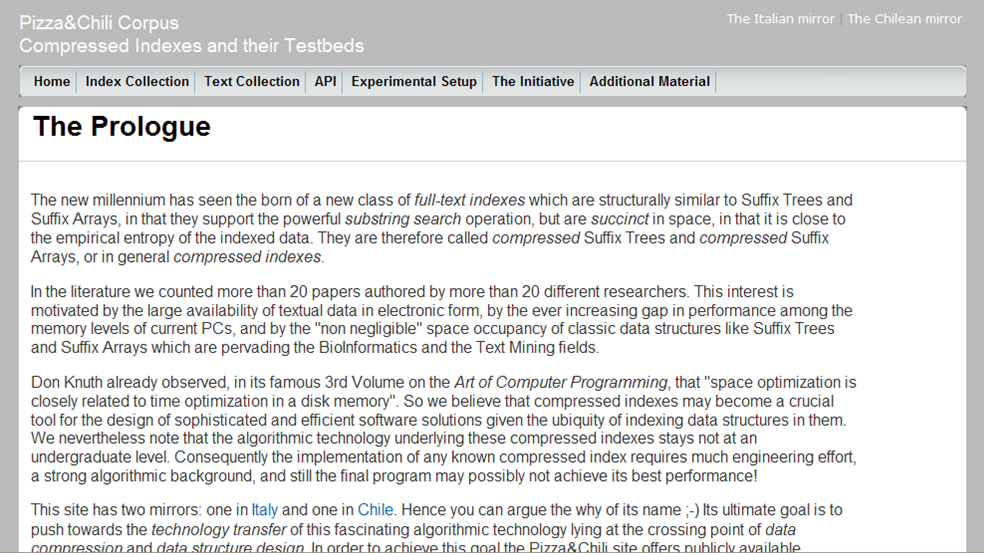 Pizza&Chili Corpus
Compressed Indexes and their Testbeds
The Italian mirror | The Chilean mirror
Home | Index Collection | Text Collection | API | Experimental Setup | The Initiative | Additional Material
The Prologue
The new millennium has seen the born of a new class of full-text indexes which are structurally similar to Suffix Trees and
Suffix Arrays, in that they support the powerful substring search operation, but are succinct in space, in that it is close to
the empirical entropy of the indexed data. They are therefore called compressed Suffix Trees and compressed Suffix
Arrays, or in general compressed indexes.
In the literature we counted more than 20 papers authored by more than 20 different researchers. This interest is
motivated by the large availability of textual data in electronic form, by the ever increasing gap in performance among the
memory levels of current PCs, and by the "non negligible" space occupancy of classic data structures like Suffix Trees
and Suffix Arrays which are pervading the BioInformatics and the Text Mining fields.
Don Knuth already observed, in its famous 3rd Volume on the Art of Computer Programming, that "space optimization is
closely related to time optimization in a disk memory". So we believe that compressed indexes may become a crucial
tool for the design of sophisticated and efficient software solutions given the ubiquity of indexing data structures in them.
We nevertheless note that the algorithmic technology underlying these compressed indexes stays not at an
undergraduate level. Consequently the implementation of any known compressed index requires much engineering effort,
a strong algorithmic background, and still the final program may possibly not achieve its best performance!
This site has two mirrors: one in Italy and one in Chile. Hence you can argue the why of its name ;-) Its ultimate goal is to
push towards the technology transfer of this fascinating algorithmic technology lying at the crossing point of data
compression and data structure design. In order to achieve this goal the Pizza&Chili site offers publicly available